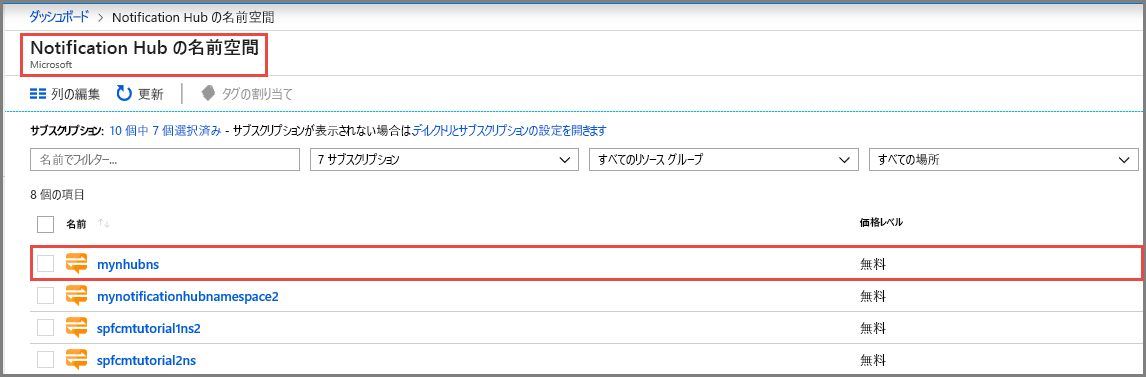 ダッシュボード > Notification Hub の名前空間
Notification Hub の名前空間
Microsoft
列の編集 更新 タグの割り当て
サブスクリプション: 10 個中 7 個選択済み - サブスクリプションが表示されない場合はディレクトリとサブスクリプションの設定を開きます
名前でフィルター... 7 サブスクリプション すべてのリソース グループ すべての場所
8 個の項目
名前 ↑↓ 価格レベル
mynhubns 無料
mynotificationhubnamespace2 無料
spfcmtutorial1ns2 無料
spfcmtutorial2ns 無料